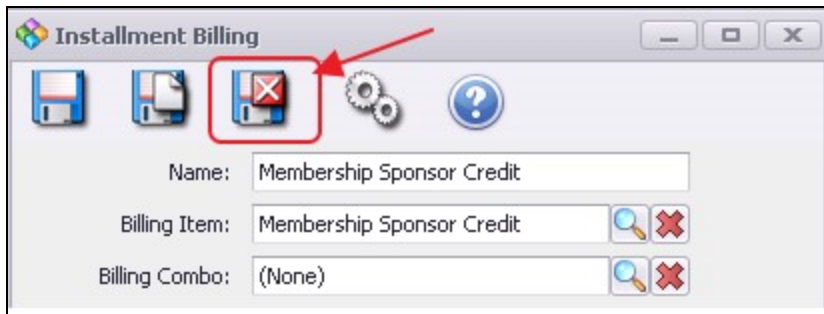 Installment Billing
Name: Membership Sponsor Credit
Billing Item: Membership Sponsor Credit
Billing Combo: (None)